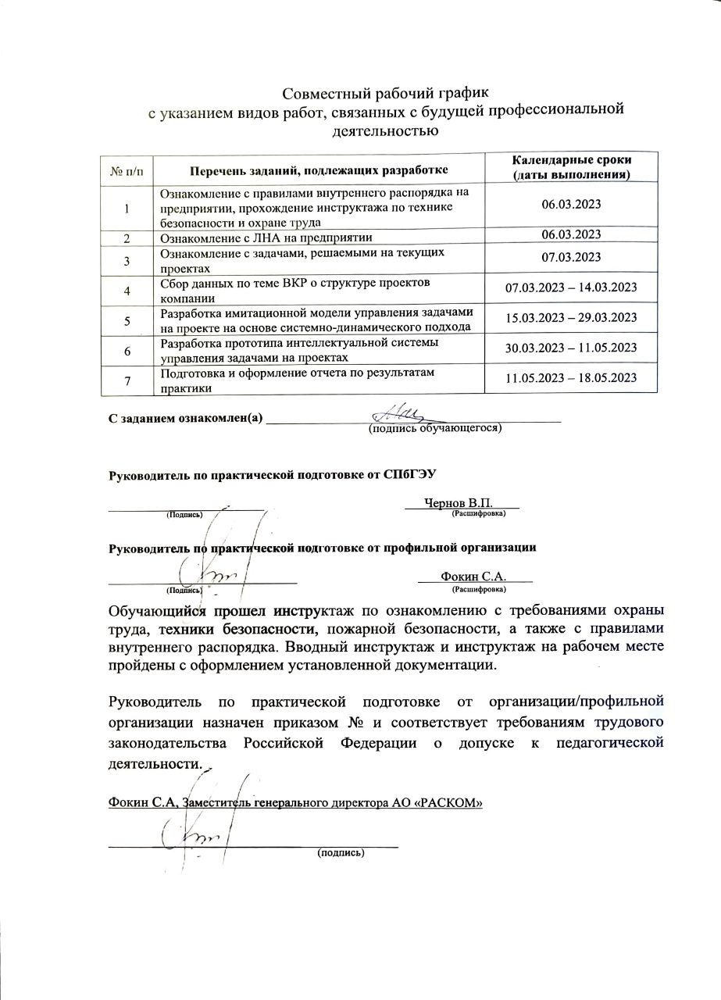 Совместный рабочий график
с указанием видов работ, связанных с будущей профессиональной
деятельностью
№ п/п
Перечень заданий, подлежащих разработке
Календарные сроки
(даты выполнения)
1
Ознакомление с правилами внутреннего распорядка на
предприятии, прохождение инструктажа по технике
безопасности и охране труда
06.03.2023
2
Ознакомление с ЛНА на предприятии
06.03.2023
3
Ознакомление с задачами, решаемыми на текущих
проектах
07.03.2023
4
Сбор данных по теме ВКР о структуре проектов
компании
07.03.2023 – 14.03.2023
5
Разработка имитационной модели управления задачами
на проекте на основе системно-динамического подхода
15.03.2023 – 29.03.2023
6
Разработка прототипа интеллектуальной системы
управления задачами на проектах
30.03.2023 – 11.05.2023
7
Подготовка и оформление отчета по результатам
практики
11.05.2023 – 18.05.2023
С заданием ознакомлен(а)
(подпись обучающегося)
Руководитель по практической подготовке от СПбГЭУ
Чернов В.П.
(Подпись) (Расшифровка)
Руководитель по практической подготовке от профильной организации
Фокин С.А.
(Подпись) (Расшифровка)
Обучающийся прошел инструктаж по ознакомлению с требованиями охраны
труда, техники безопасности, пожарной безопасности, а также с правилами
внутреннего распорядка. Вводный инструктаж и инструктаж на рабочем месте
пройдены с оформлением установленной документации.
Руководитель по практической подготовке от организации/профильной
организации назначен приказом № и соответствует требованиям трудового
законодательства Российской Федерации о допуске к педагогической
деятельности.
Фокин С.А, Заместитель генерального директора АО «РАСКОМ»
(подпись)